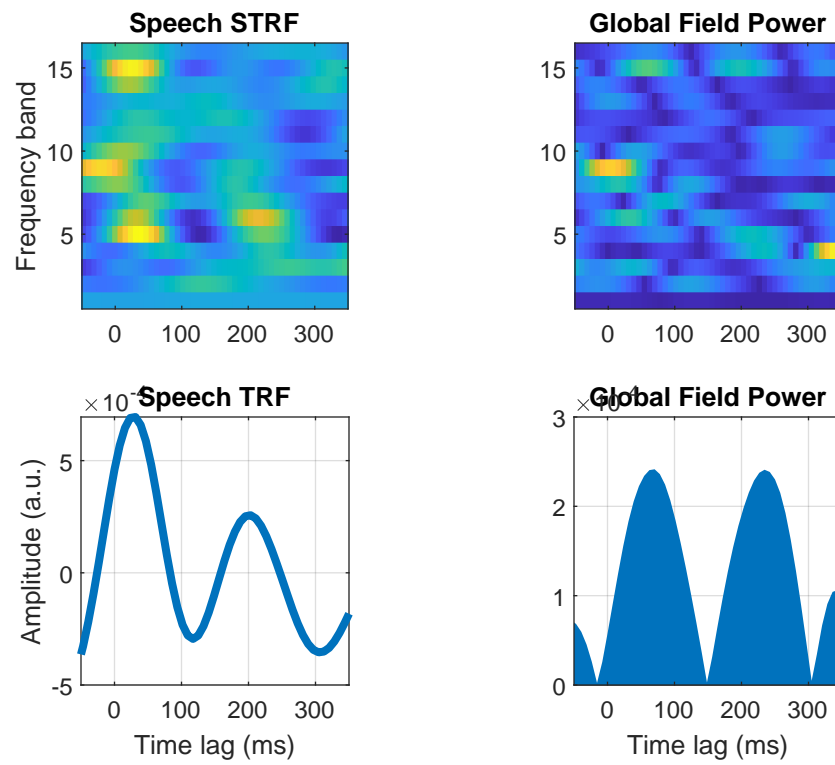 Speech STRF
Frequency band
15
10
5
0 100 200 300
Global Field Power
15
10
5
0 100 200 300
Speech TRF
Amplitude (a.u.)
5
0
-5
0 100 200 300
Time lag (ms)
Global Field Power
3
2
1
0
0 100 200 300
Time lag (ms)